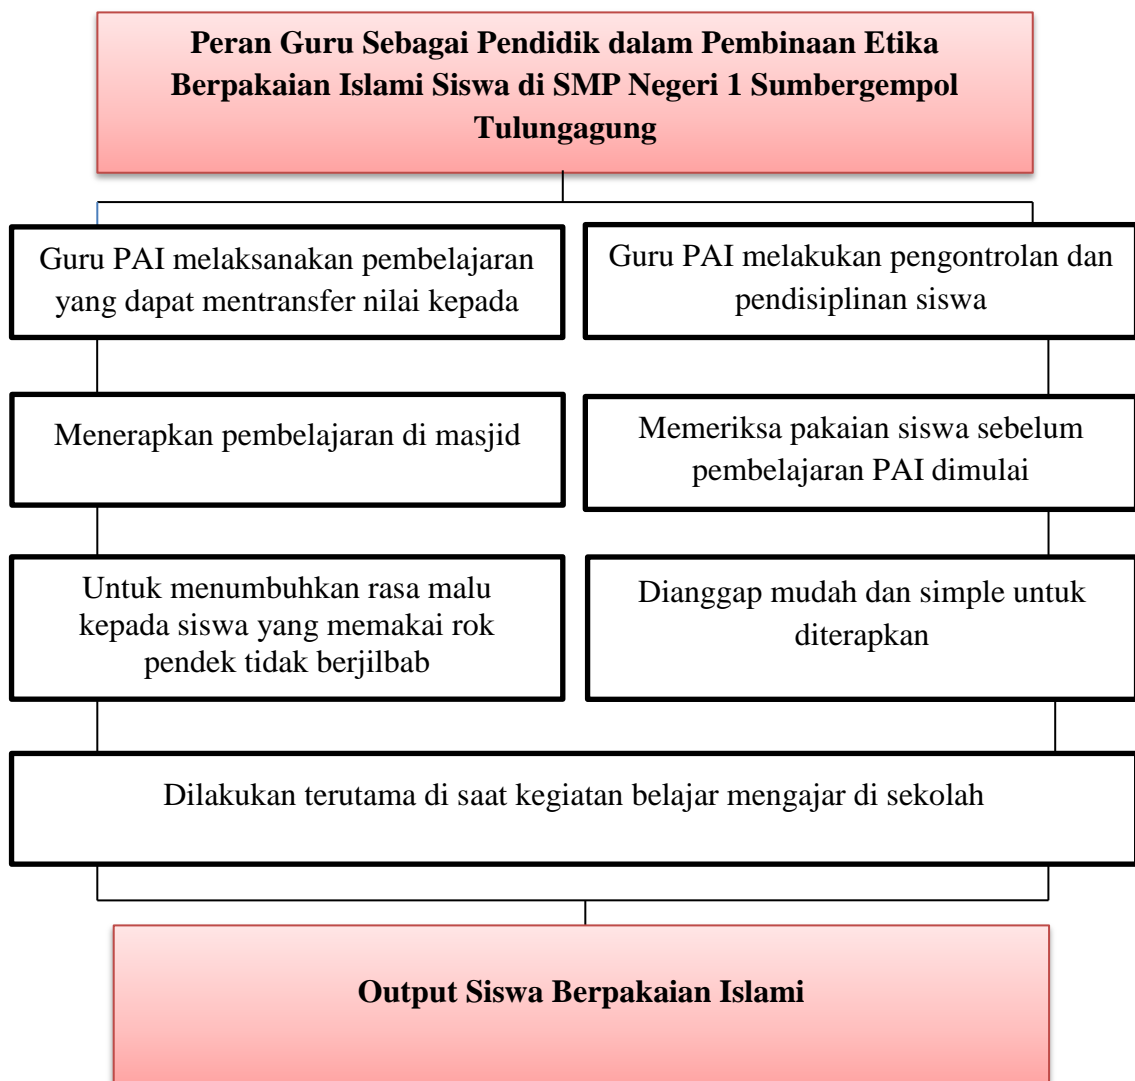 Peran Guru Sebagai Pendidik dalam Pembinaan Etika
Berpakaian Islami Siswa di SMP Negeri 1 Sumbergempol
Tulungagung
Guru PAI melaksanakan pembelajaran
yang dapat mentransfer nilai kepada
Guru PAI melakukan pengontrolan dan
pendisiplinan siswa
Menerapkan pembelajaran di masjid
Memeriksa pakaian siswa sebelum
pembelajaran PAI dimulai
Untuk menumbuhkan rasa malu
kepada siswa yang memakai rok
pendek tidak berjilbab
Dianggap mudah dan simple untuk
diterapkan
Dilakukan terutama di saat kegiatan belajar mengajar di sekolah
Output Siswa Berpakaian Islami